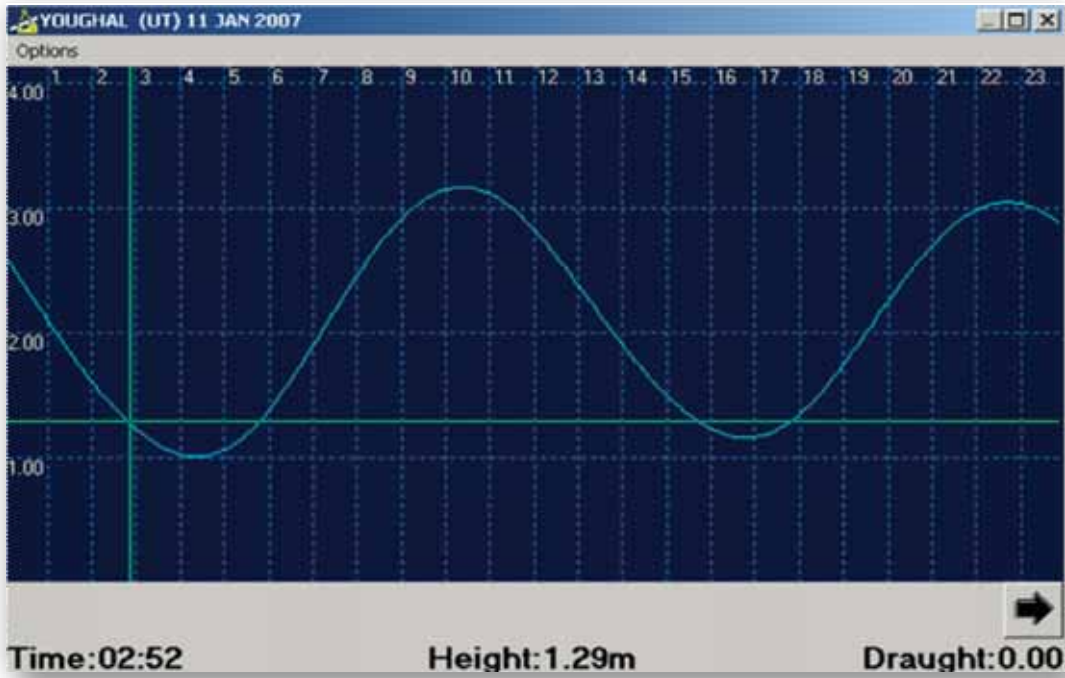 YOUGHAL (UT) 11 JAN 2007
Options
1 2 3 4 5 6 7 8 9 10 11 12 13 14 15 16 17 18 19 20 21 22 23
4.00
3.00
2.00
1.00
Time:02:52 Height:1.29m Draught:0.00